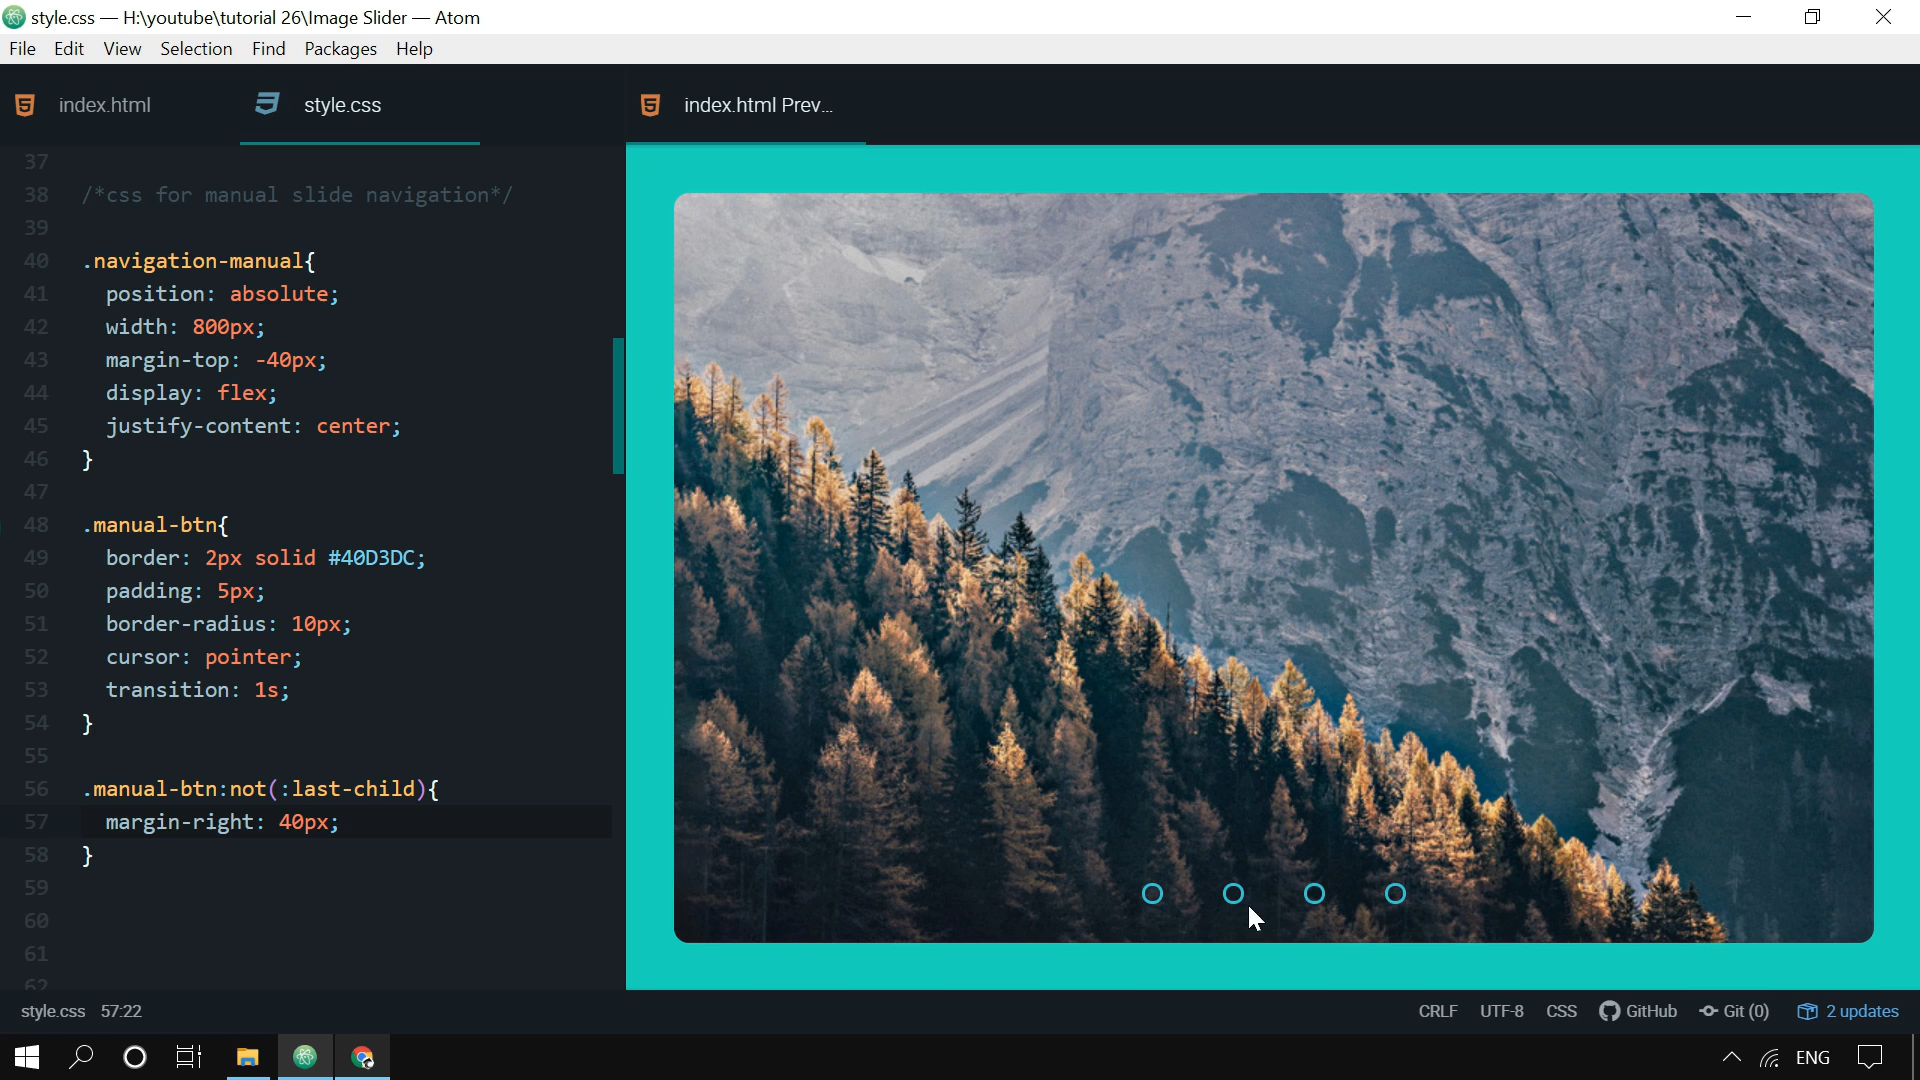 style.css — H:\youtube\tutorial 26\Image Slider — Atom
File Edit View Selection Find Packages Help
index.html style.css index.html Prev...
37
38 /*css for manual slide navigation*/
39
40 .navigation-manual{
41 position: absolute;
42 width: 800px;
43 margin-top: -40px;
44 display: flex;
45 justify-content: center;
46 }
47
48 .manual-btn{
49 border: 2px solid #40D3DC;
50 padding: 5px;
51 border-radius: 10px;
52 cursor: pointer;
53 transition: 1s;
54 }
55
56 .manual-btn:not(:last-child){
57 margin-right: 40px;
58 }
59
60
61
62
style.css 57:22 CRLF UTF-8 CSS GitHub Git (0) 2 updates
ENG